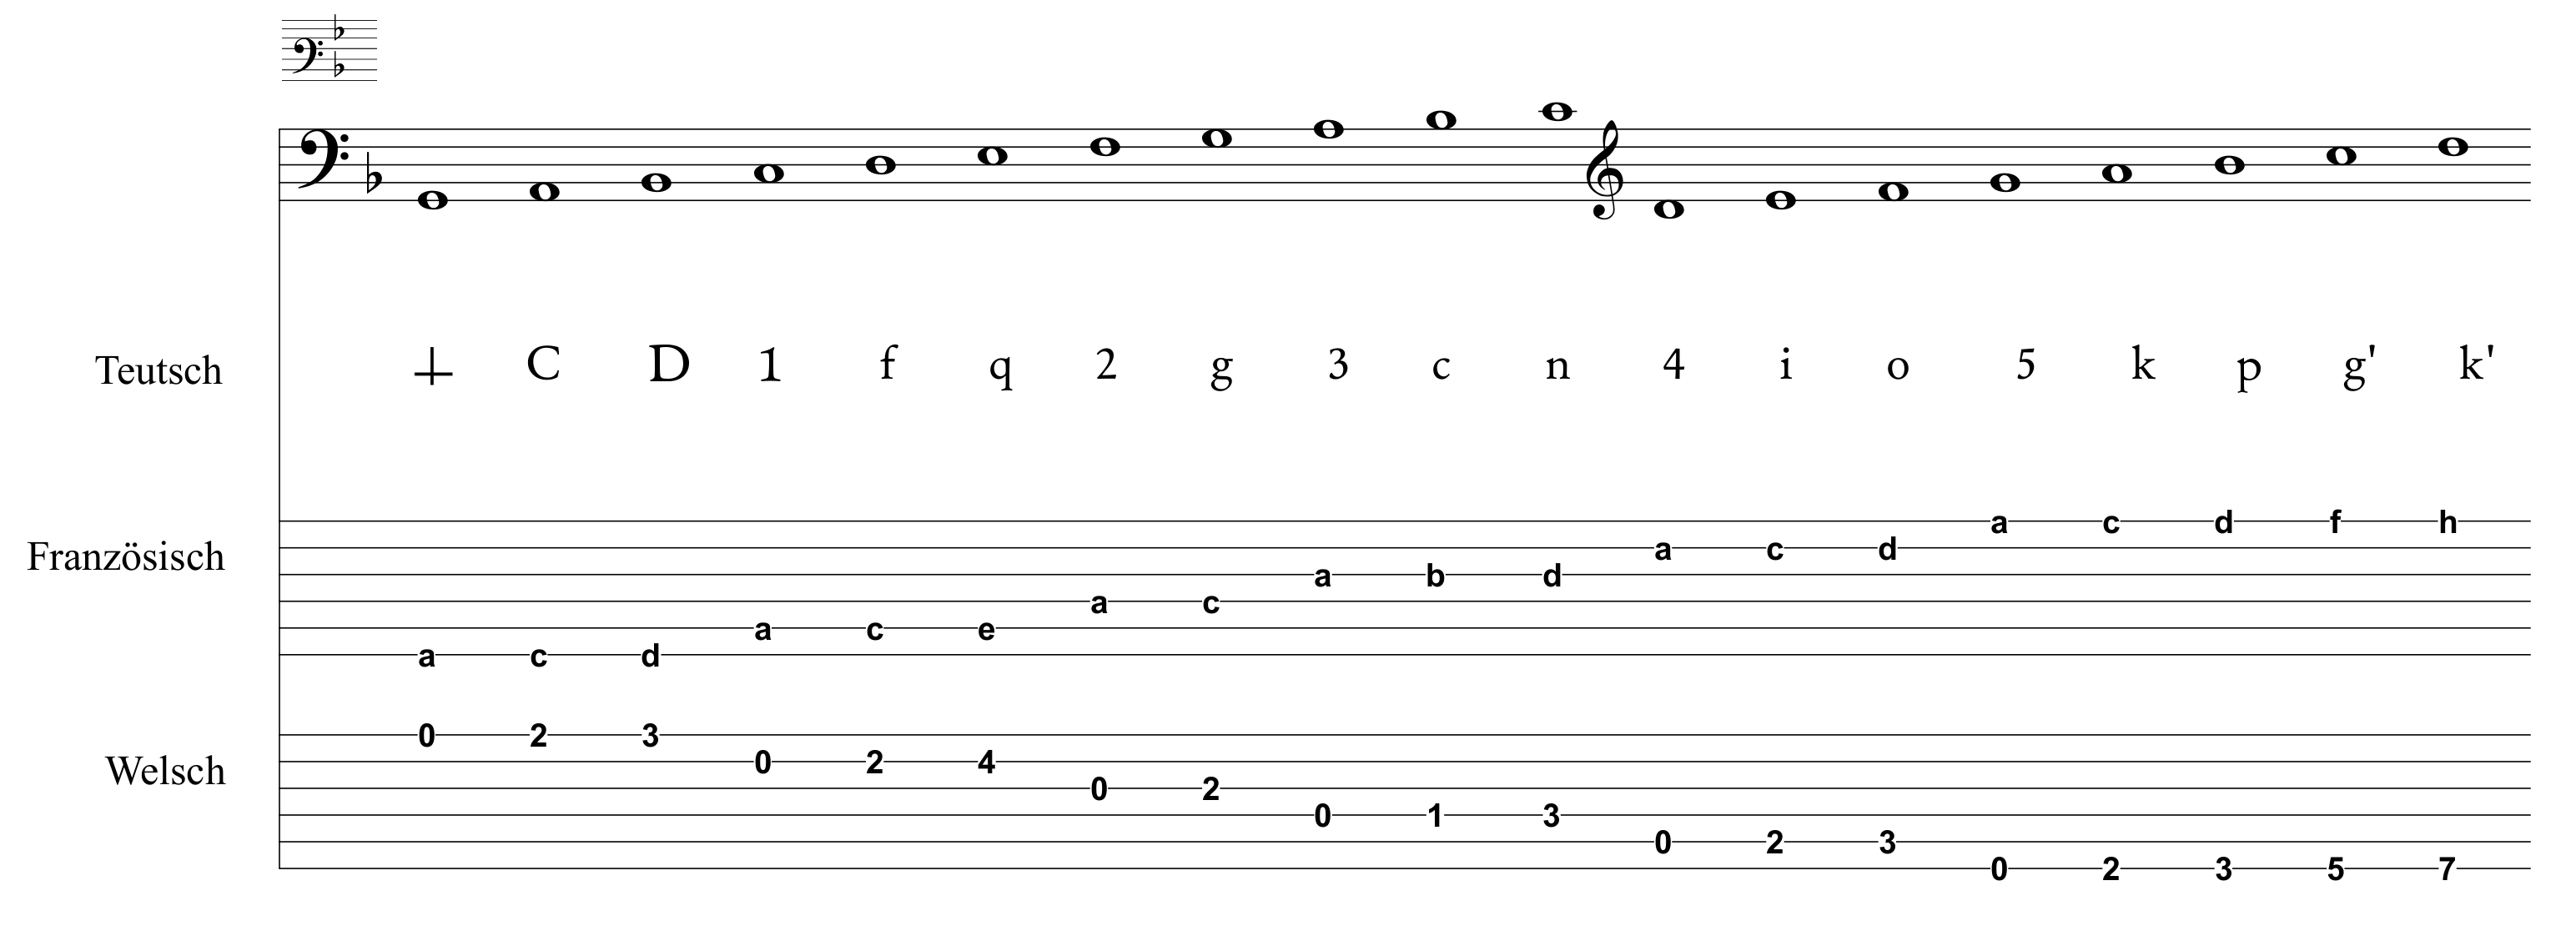 Teutsch + C D 1 f q 2 g 3 c n 4 i o 5 k p g' k'
Französisch
a c d f h
a c d
a b d
a c
a c e
a c d
Welsch
0 2 3
0 2 4
0 2
0 1 3
0 2 3
0 2 3 5 7